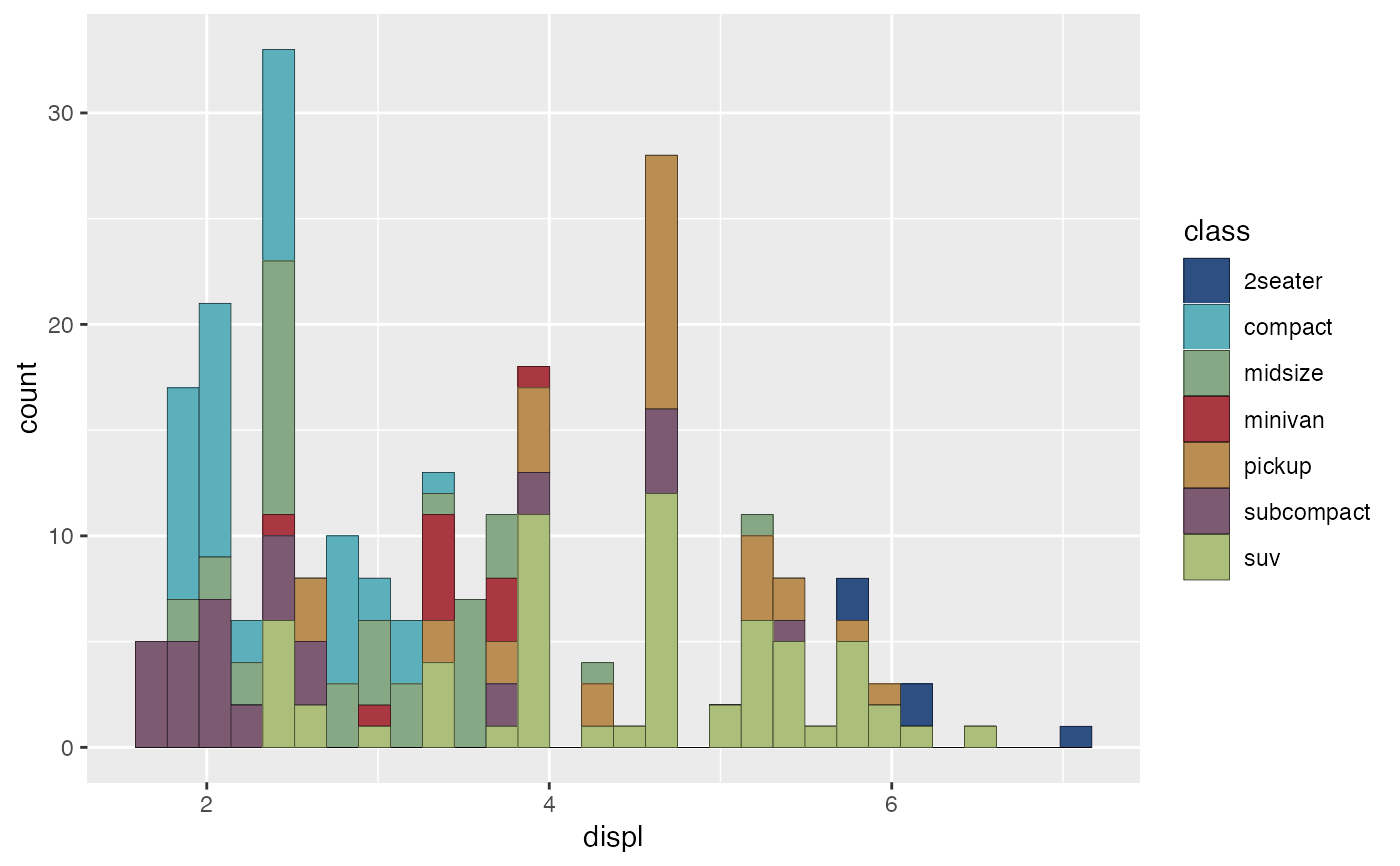 30
20
10
0
count
2
4
6
displ
class
2seater
compact
midsize
minivan
pickup
subcompact
suv